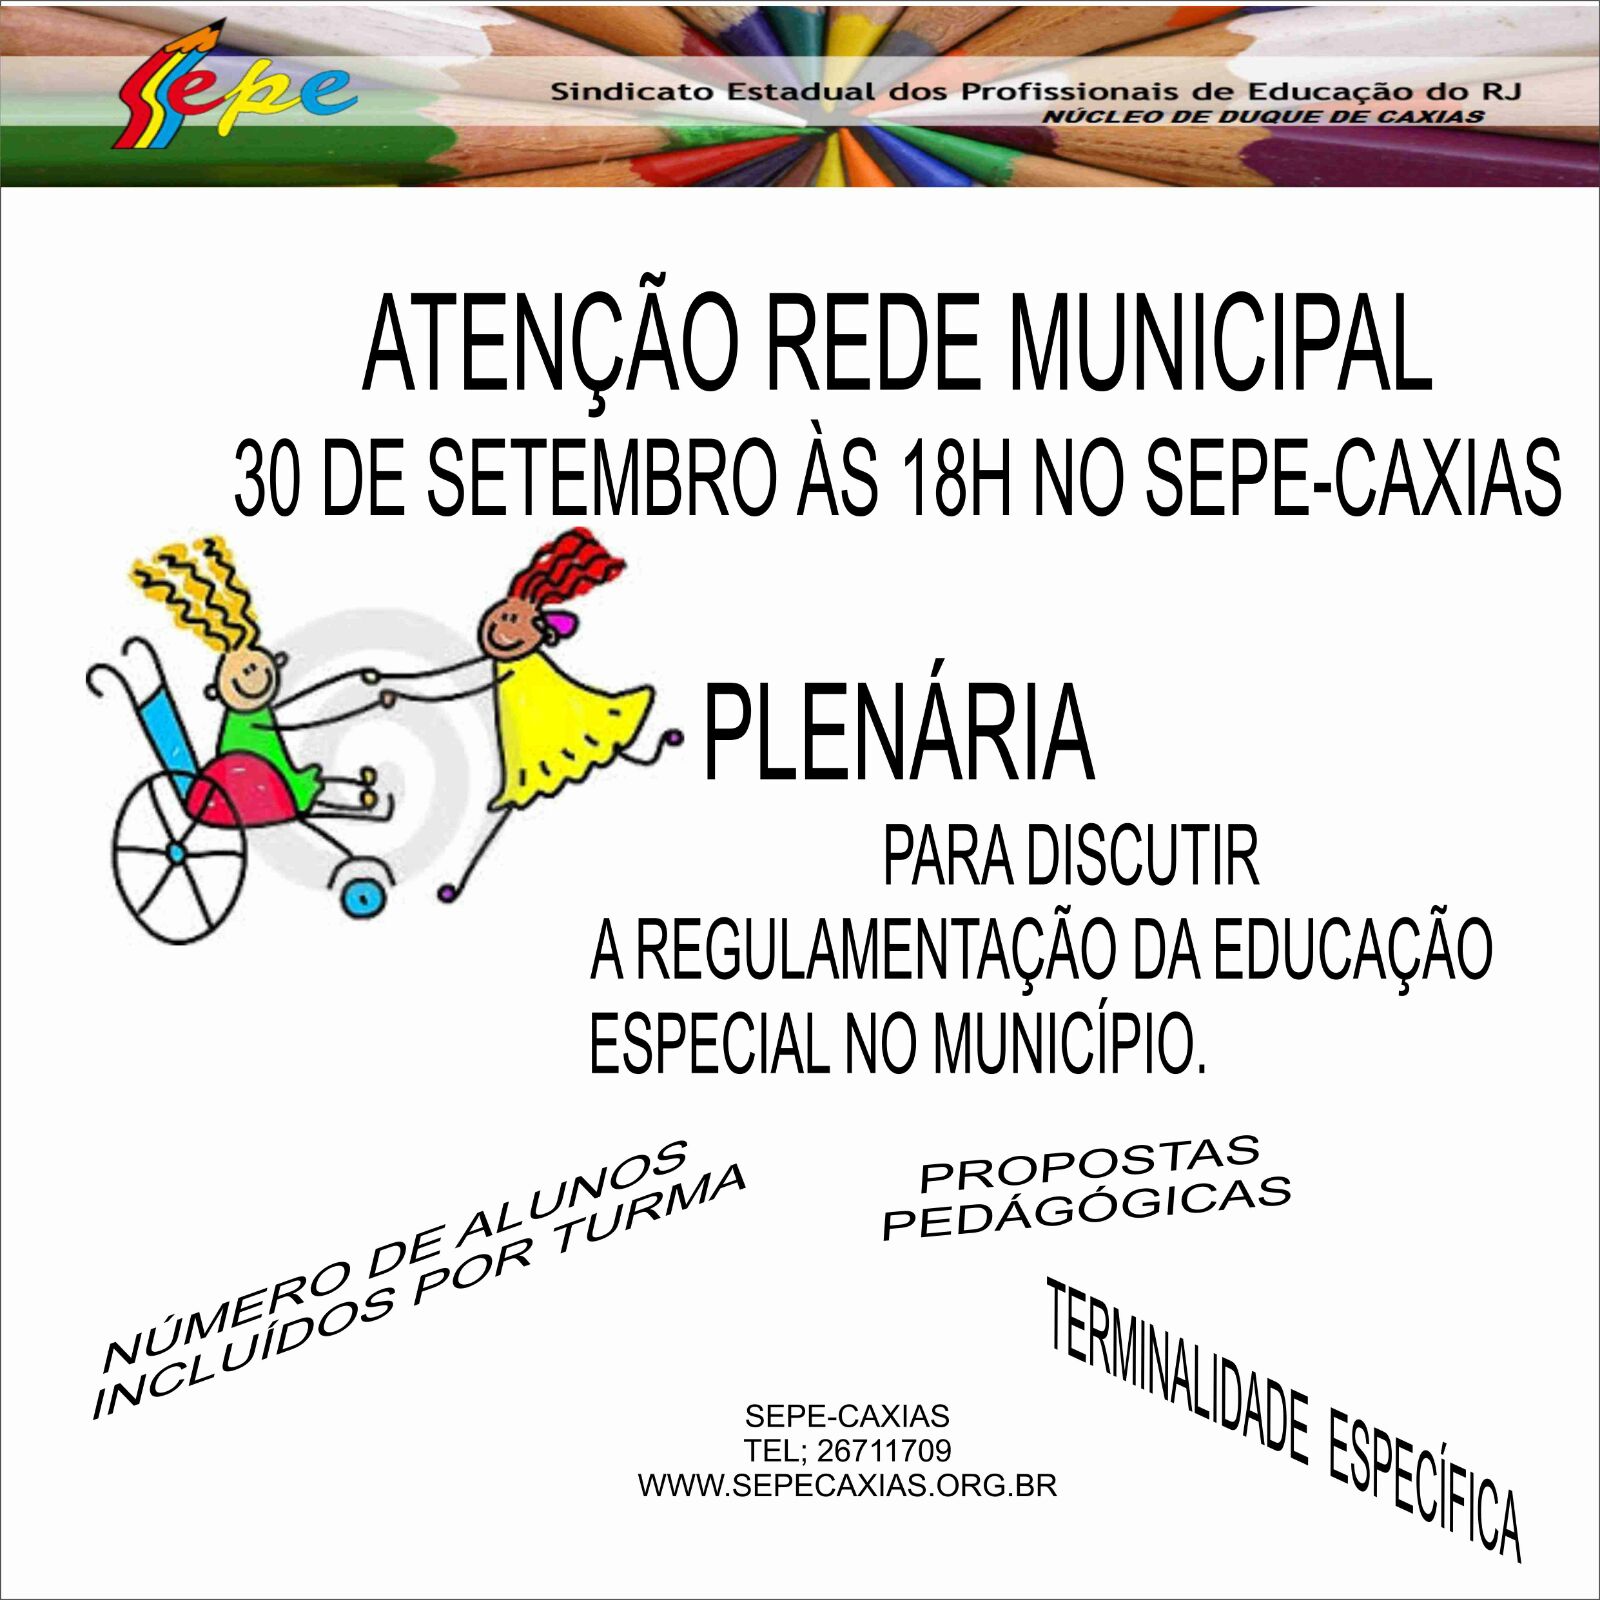 Sepe
Sindicato Estadual dos Profissionais de Educação do RJ
NÚCLEO DE DUQUE DE CAXIAS
ATENÇÃO REDE MUNICIPAL
30 DE SETEMBRO ÀS 18H NO SEPE-CAXIAS
PLENÁRIA
PARA DISCUTIR
A REGULAMENTAÇÃO DA EDUCAÇÃO
ESPECIAL NO MUNICÍPIO.
NÚMERO DE ALUNOS
INCLUÍDOS POR TURMA
PROPOSTAS
PEDÁGÓGICAS
TERMINALIDADE ESPECÍFICA
SEPE-CAXIAS
TEL; 26711709
WWW.SEPECAXIAS.ORG.BR